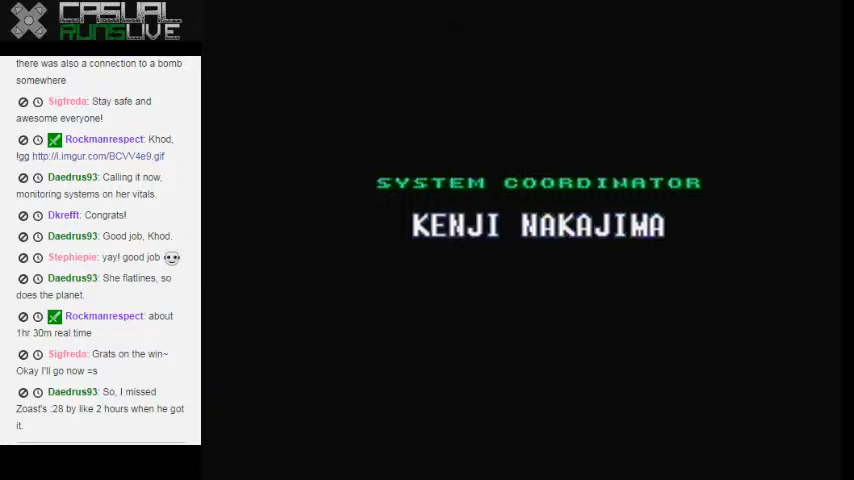 CASUAL
RUNSLIVE
there was also a connection to a bomb
somewhere
Sigfreda: Stay safe and
awesome everyone!
Rockmanrespect: Khod,
!gg http://i.imgur.com/BCVY4e9.gif
Daedrus93: Calling it now,
monitoring systems on her vitals.
Dkrefft: Congrats!
Daedrus93: Good job, Khod.
Stephiepie: yay! good job
Daedrus93: She flatlines, so
does the planet.
Rockmanrespect: about
1hr 30m real time
Sigfreda: Grats on the win~
Okay I'll go now =s
Daedrus93: So, I missed
Zoast's :28 by like 2 hours when he got
it.
SYSTEM COORDINATOR
KENJI NAKAJIMA